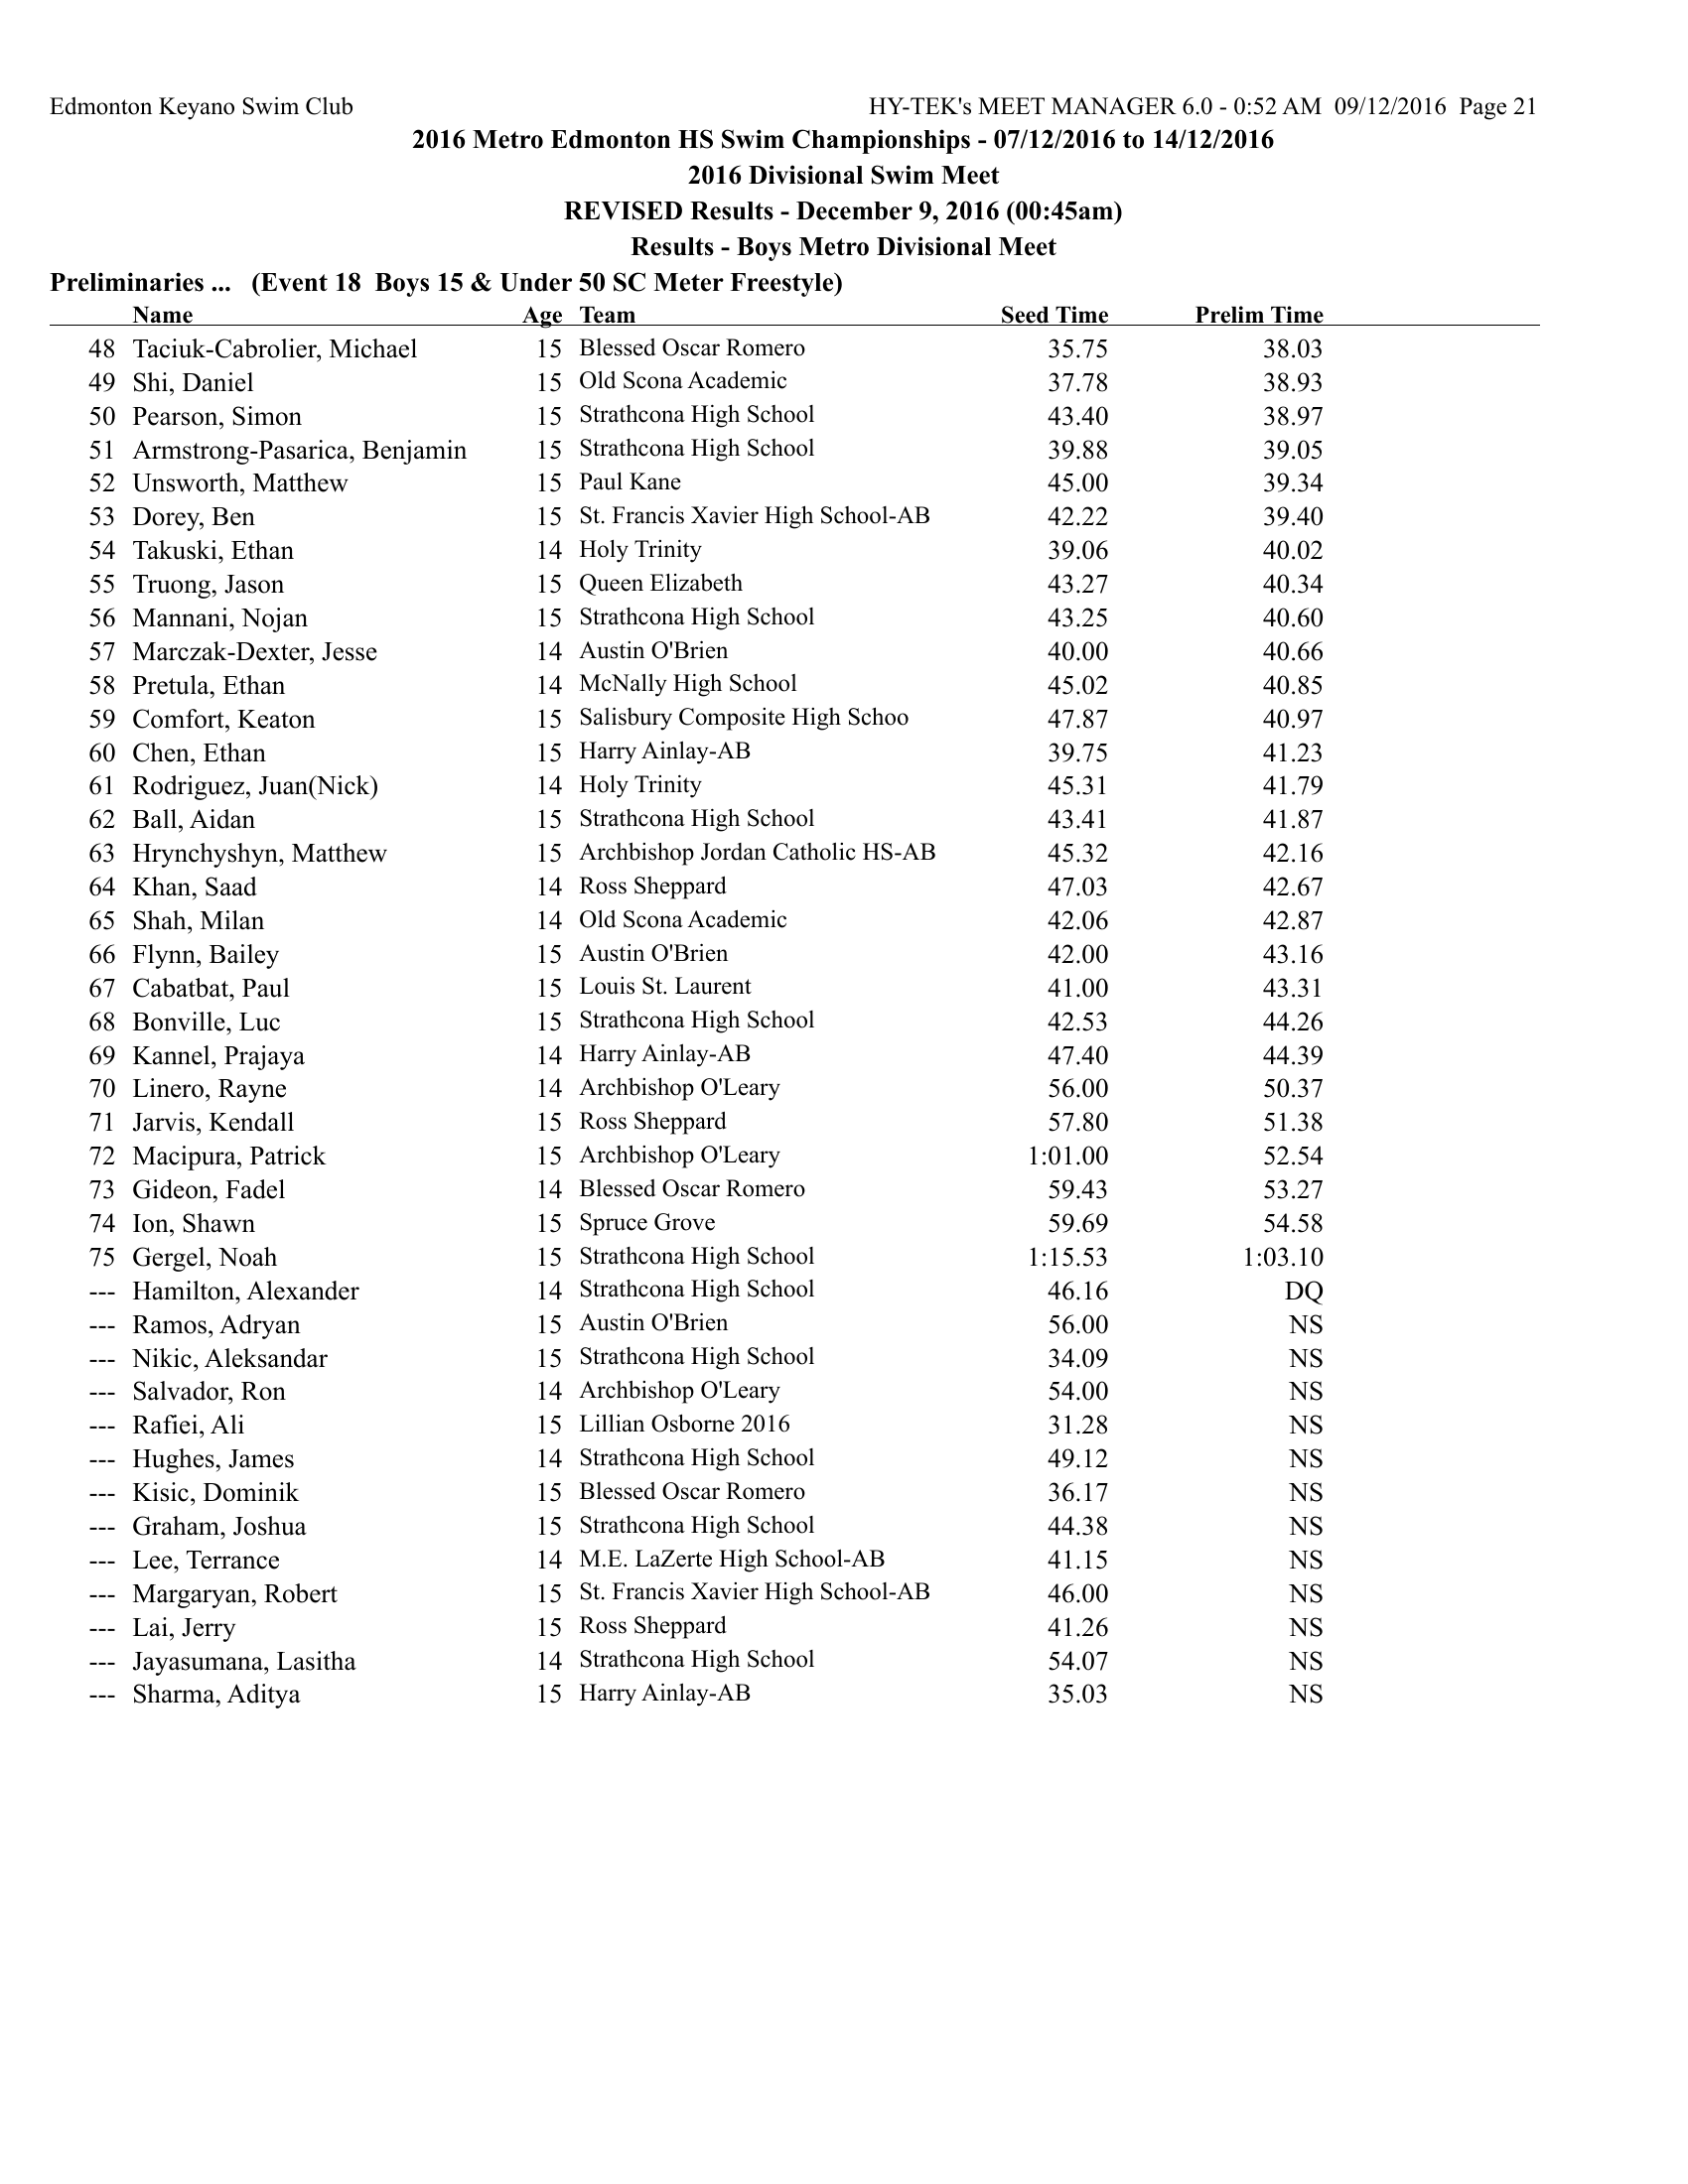 Edmonton Keyano Swim Club HY-TEK's MEET MANAGER 6.0 - 0:52 AM 09/12/2016 Page 21
2016 Metro Edmonton HS Swim Championships - 07/12/2016 to 14/12/2016
2016 Divisional Swim Meet
REVISED Results - December 9, 2016 (00:45am)
Results - Boys Metro Divisional Meet
Preliminaries ... (Event 18 Boys 15 & Under 50 SC Meter Freestyle)
Name Age Team Seed Time Prelim Time
48 Taciuk-Cabrolier, Michael 15 Blessed Oscar Romero 35.75 38.03
49 Shi, Daniel 15 Old Scona Academic 37.78 38.93
50 Pearson, Simon 15 Strathcona High School 43.40 38.97
51 Armstrong-Pasarica, Benjamin 15 Strathcona High School 39.88 39.05
52 Unsworth, Matthew 15 Paul Kane 45.00 39.34
53 Dorey, Ben 15 St. Francis Xavier High School-AB 42.22 39.40
54 Takuski, Ethan 14 Holy Trinity 39.06 40.02
55 Truong, Jason 15 Queen Elizabeth 43.27 40.34
56 Mannani, Nojan 15 Strathcona High School 43.25 40.60
57 Marczak-Dexter, Jesse 14 Austin O'Brien 40.00 40.66
58 Pretula, Ethan 14 McNally High School 45.02 40.85
59 Comfort, Keaton 15 Salisbury Composite High Schoo 47.87 40.97
60 Chen, Ethan 15 Harry Ainlay-AB 39.75 41.23
61 Rodriguez, Juan(Nick) 14 Holy Trinity 45.31 41.79
62 Ball, Aidan 15 Strathcona High School 43.41 41.87
63 Hrynchyshyn, Matthew 15 Archbishop Jordan Catholic HS-AB 45.32 42.16
64 Khan, Saad 14 Ross Sheppard 47.03 42.67
65 Shah, Milan 14 Old Scona Academic 42.06 42.87
66 Flynn, Bailey 15 Austin O'Brien 42.00 43.16
67 Cabatbat, Paul 15 Louis St. Laurent 41.00 43.31
68 Bonville, Luc 15 Strathcona High School 42.53 44.26
69 Kannel, Prajaya 14 Harry Ainlay-AB 47.40 44.39
70 Linero, Rayne 14 Archbishop O'Leary 56.00 50.37
71 Jarvis, Kendall 15 Ross Sheppard 57.80 51.38
72 Macipura, Patrick 15 Archbishop O'Leary 1:01.00 52.54
73 Gideon, Fadel 14 Blessed Oscar Romero 59.43 53.27
74 Ion, Shawn 15 Spruce Grove 59.69 54.58
75 Gergel, Noah 15 Strathcona High School 1:15.53 1:03.10
--- Hamilton, Alexander 14 Strathcona High School 46.16 DQ
--- Ramos, Adryan 15 Austin O'Brien 56.00 NS
--- Nikic, Aleksandar 15 Strathcona High School 34.09 NS
--- Salvador, Ron 14 Archbishop O'Leary 54.00 NS
--- Rafiei, Ali 15 Lillian Osborne 2016 31.28 NS
--- Hughes, James 14 Strathcona High School 49.12 NS
--- Kisic, Dominik 15 Blessed Oscar Romero 36.17 NS
--- Graham, Joshua 15 Strathcona High School 44.38 NS
--- Lee, Terrance 14 M.E. LaZerte High School-AB 41.15 NS
--- Margaryan, Robert 15 St. Francis Xavier High School-AB 46.00 NS
--- Lai, Jerry 15 Ross Sheppard 41.26 NS
--- Jayasumana, Lasitha 14 Strathcona High School 54.07 NS
--- Sharma, Aditya 15 Harry Ainlay-AB 35.03 NS